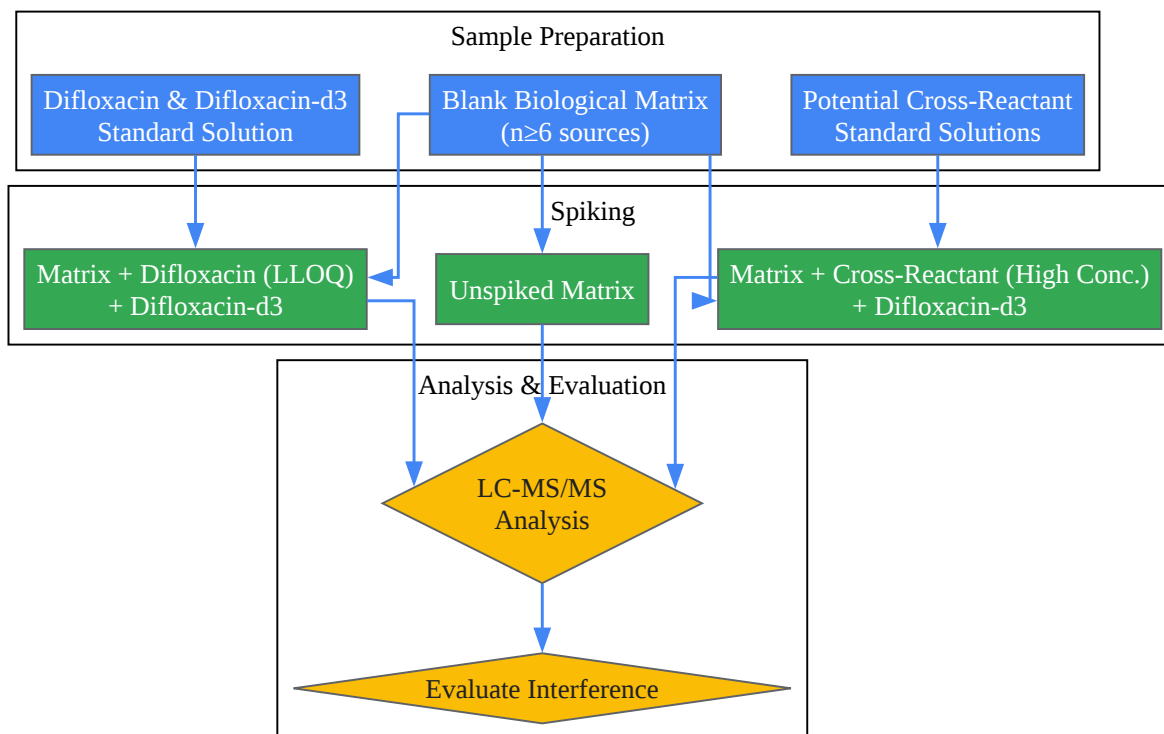 Sample Preparation
Difloxacin & Difloxacin-d3
Standard Solution
Blank Biological Matrix
(n≥6 sources)
Potential Cross-Reactant
Standard Solutions
Spiking
Matrix + Difloxacin (LLOQ)
+ Difloxacin-d3
Unspiked Matrix
Matrix + Cross-Reactant (High Conc.)
+ Difloxacin-d3
Analysis & Evaluation
LC-MS/MS
Analysis
Evaluate Interference